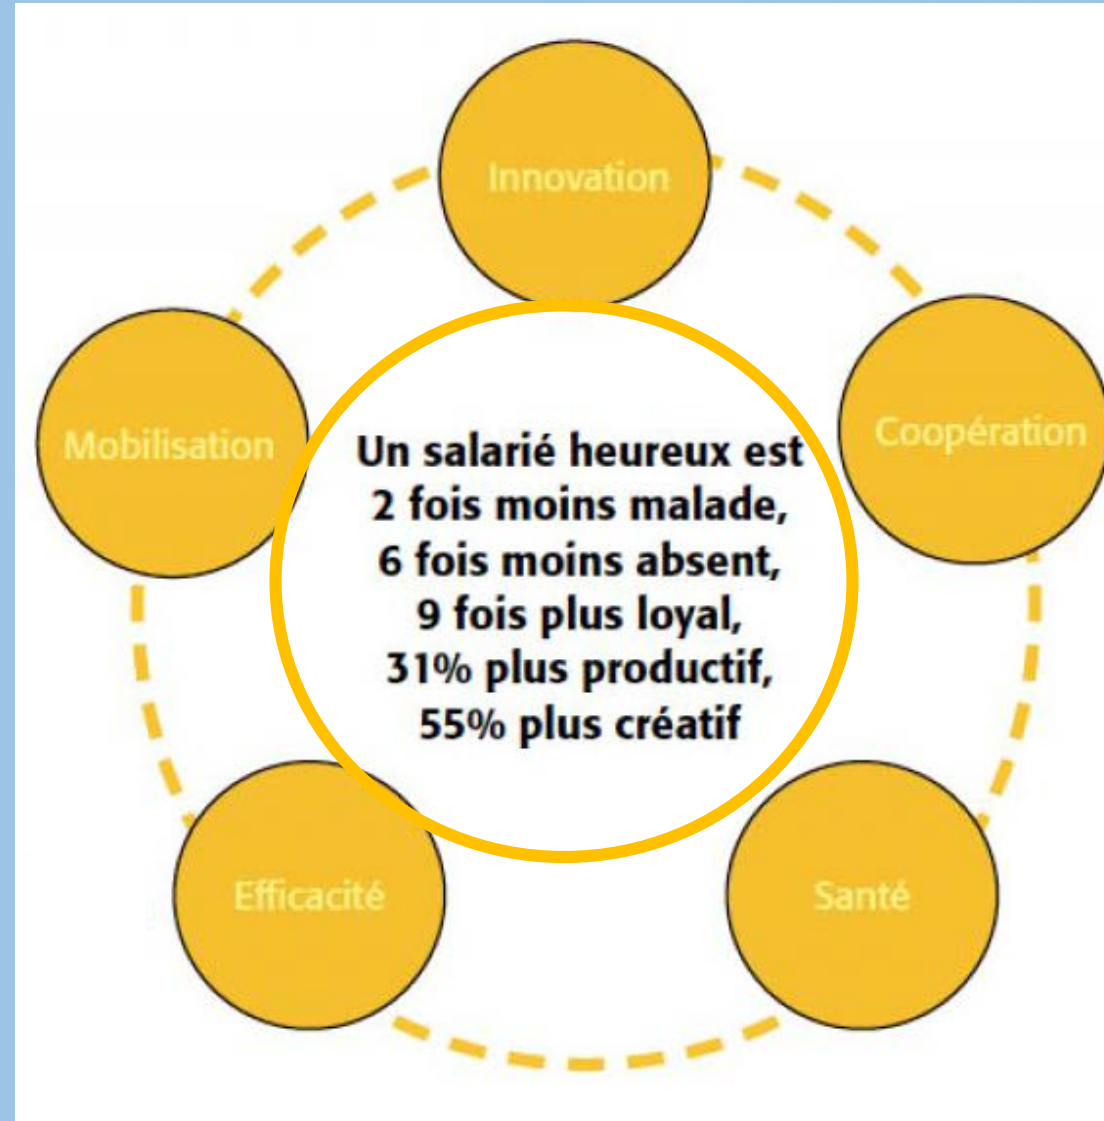 Innovation
Mobilisation
Coopération
Un salarié heureux est
2 fois moins malade,
6 fois moins absent,
9 fois plus loyal,
31% plus productif,
55% plus créatif
Efficacité
Santé